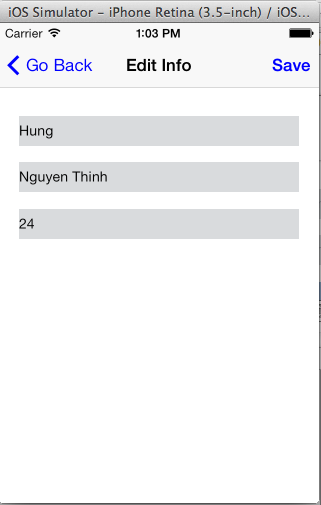 iOS Simulator – iPhone Retina (3.5-inch) / iOS...
Carrier 1:03 PM
Go Back Edit Info Save
Hung
Nguyen Thinh
24